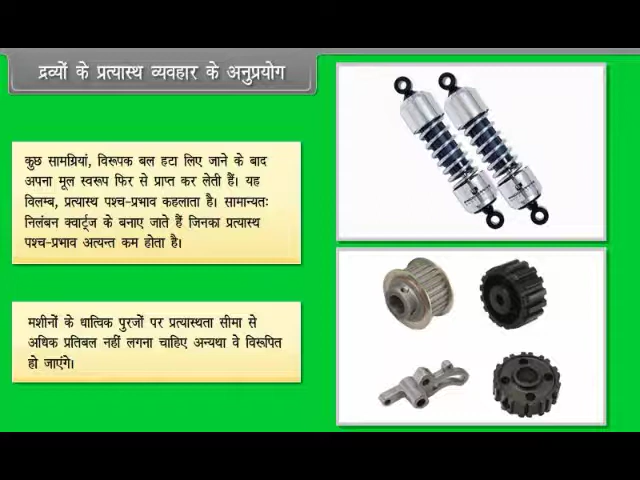 द्रव्यों के प्रत्यास्थ व्यवहार के अनुप्रयोग
कुछ सामग्रियां, विरूपक बल हटा लिए जाने के बाद
अपना मूल स्वरूप फिर से प्राप्त कर लेती हैं। यह
विलम्ब, प्रत्यास्थ पश्च-प्रभाव कहलाता है। सामान्यतः
निलंबन क्वार्ट्ज के बनाए जाते हैं जिनका प्रत्यास्थ
पश्च-प्रभाव अत्यन्त कम होता है।
मशीनों के धात्विक पुरजों पर प्रत्यास्थता सीमा से
अधिक प्रतिबल नहीं लगना चाहिए अन्यथा वे विरूपित
हो जाएंगे।